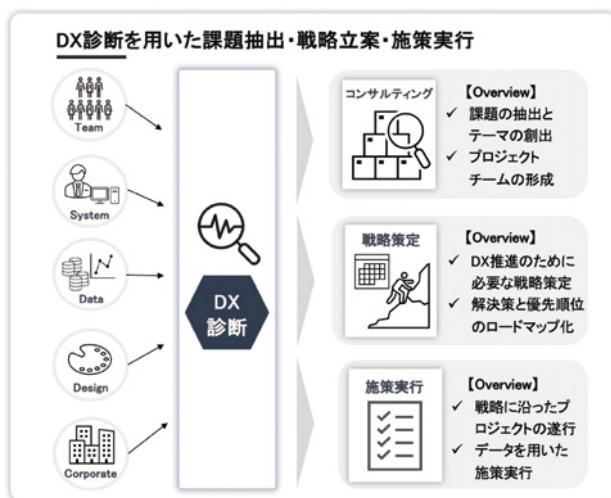 DX診断を用いた課題抽出・戦略立案・施策実行
Team
System
Data
Design
Corporate
DX
診断
コンサルティング
【Overview】
✓ 課題の抽出と
テーマの創出
✓ プロジェクト
チームの形成
戦略策定
【Overview】
✓ DX推進のために
必要な戦略策定
✓ 解決策と優先順位
のロードマップ化
施策実行
【Overview】
✓ 戦略に沿ったプ
ロジェクトの遂行
✓ データを用いた
施策実行